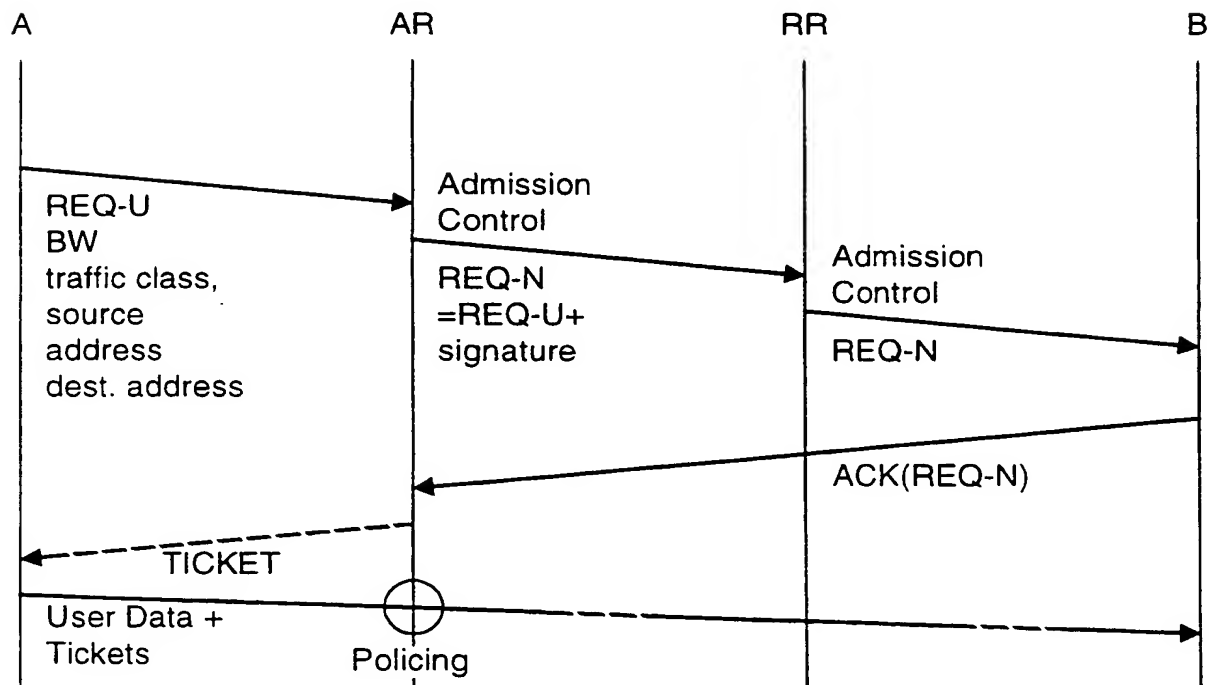 A
AR
RR
B
REQ-U
BW
traffic class,
source
address
dest. address
Admission
Control
REQ-N
=REQ-U+
signature
Admission
Control
REQ-N
ACK(REQ-N)
TICKET
User Data +
Tickets
Policing